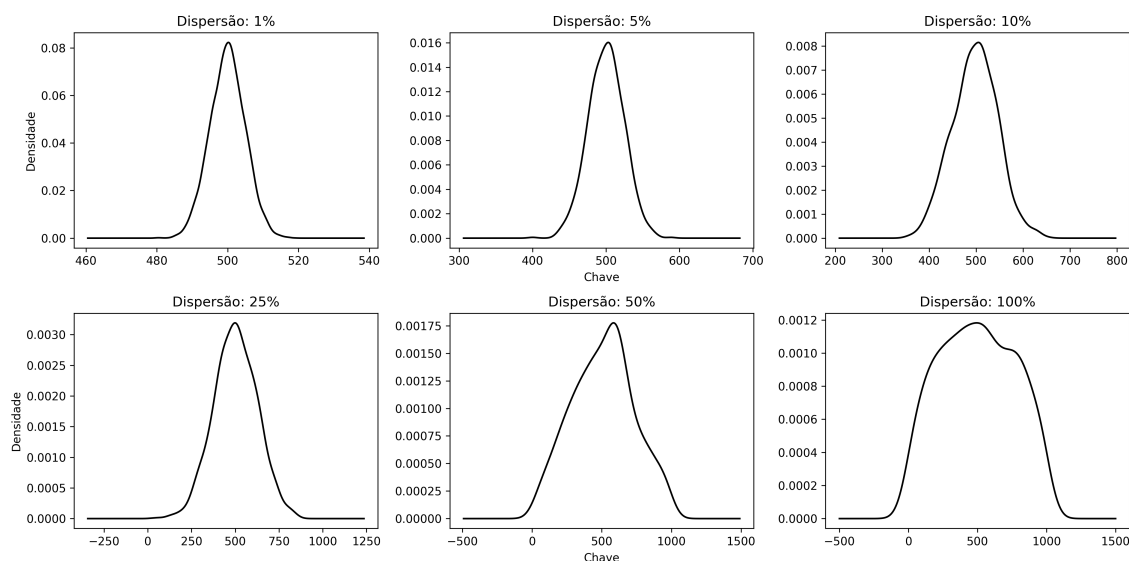 Dispersão: 1%
Dispersão: 5%
Dispersão: 10%
Densidade
0.08
0.06
0.04
0.02
0.00
460 480 500 520 540
0.016
0.014
0.012
0.010
0.008
0.006
0.004
0.002
0.000
300 400 500 600 700
Chave
0.008
0.007
0.006
0.005
0.004
0.003
0.002
0.001
0.000
200 300 400 500 600 700 800
Dispersão: 25%
Dispersão: 50%
Dispersão: 100%
Densidade
0.0030
0.0025
0.0020
0.0015
0.0010
0.0005
0.0000
−250 0 250 500 750 1000 1250
0.00175
0.00150
0.00125
0.00100
0.00075
0.00050
0.00025
0.00000
−500 0 500 1000 1500
Chave
0.0012
0.0010
0.0008
0.0006
0.0004
0.0002
0.0000
−500 0 500 1000 1500